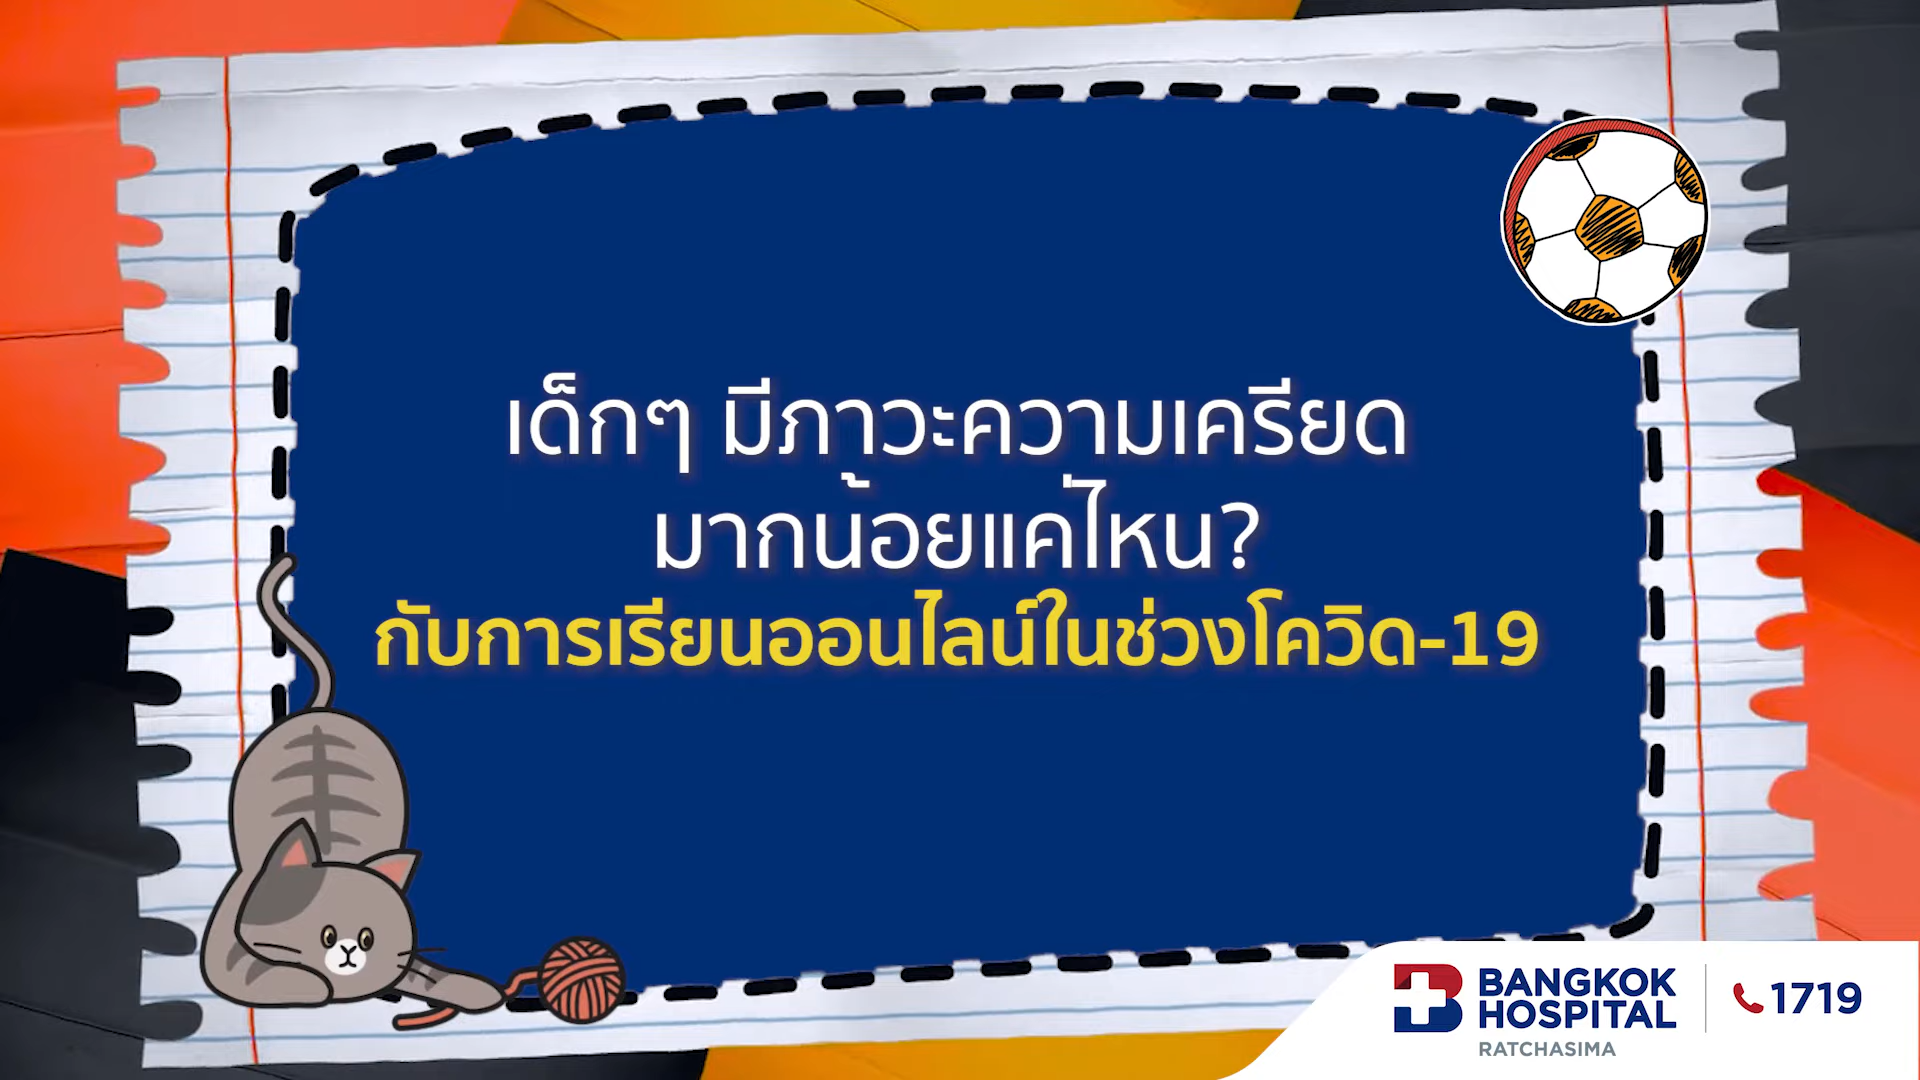 เด็กๆ มีภาวะความเครียด
มากน้อยแค่ไหน?
กับการเรียนออนไลน์ในช่วงโควิด-19
BANGKOK
HOSPITAL
RATCHASIMA
1719